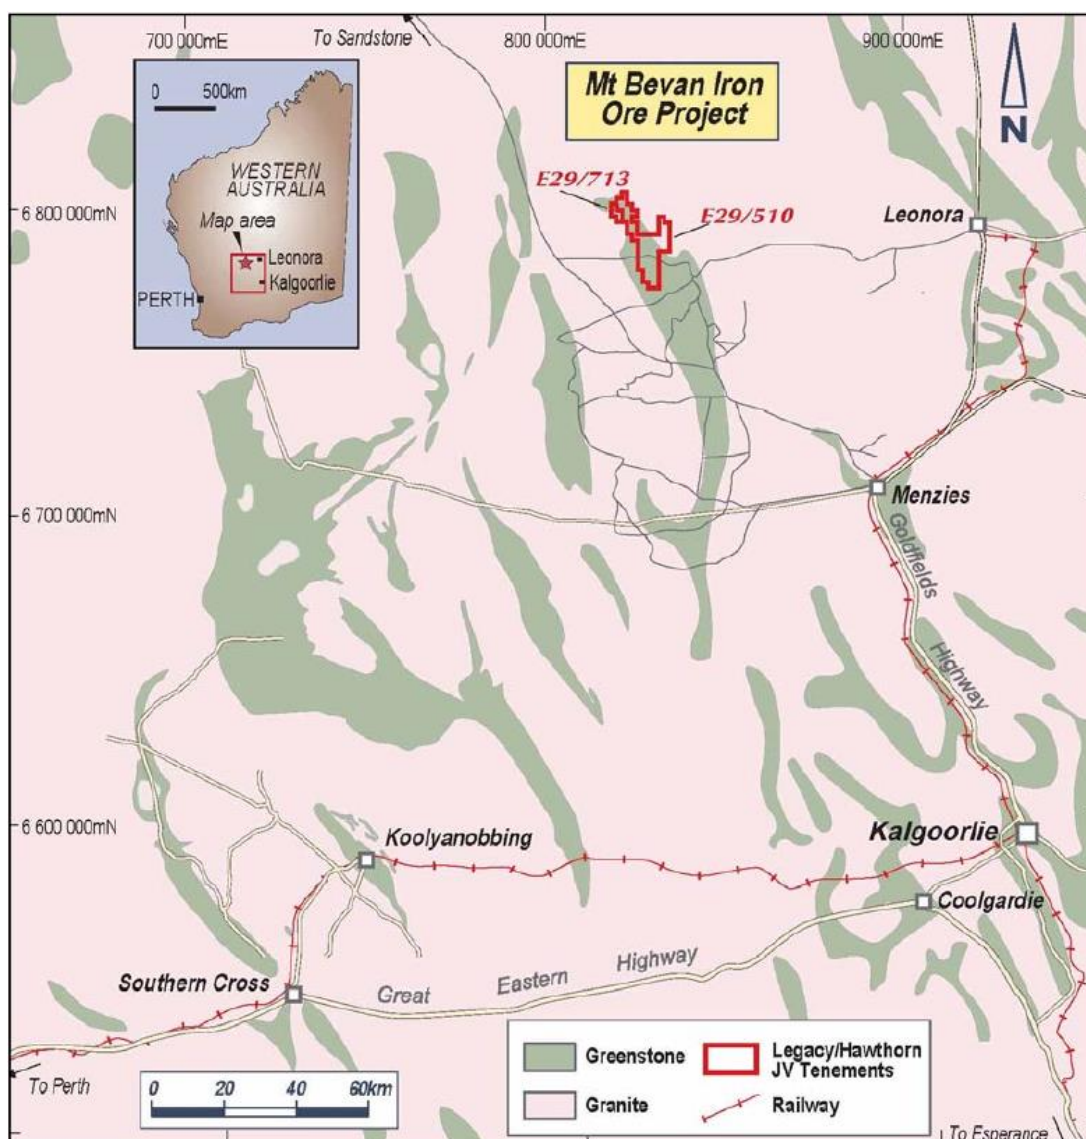 700 000mE
To Sandstone
800 000mE
900 000mE
0 500km
WESTERN
AUSTRALIA
Map area
Leonora
Kalgoorlie
PERTH
Mt Bevan Iron
Ore Project
N
E29/713
E29/510
6 800 000mN
Leonora
6 700 000mN
Menzies
Goldfields
Highway
6 600 000mN
Koolyanobbing
Kalgoorlie
Coolgardie
Southern Cross
Great Eastern Highway
To Perth
0 20 40 60km
Greenstone
Legacy/Hawthorn
JV Tenements
Granite
Railway
To Esperance